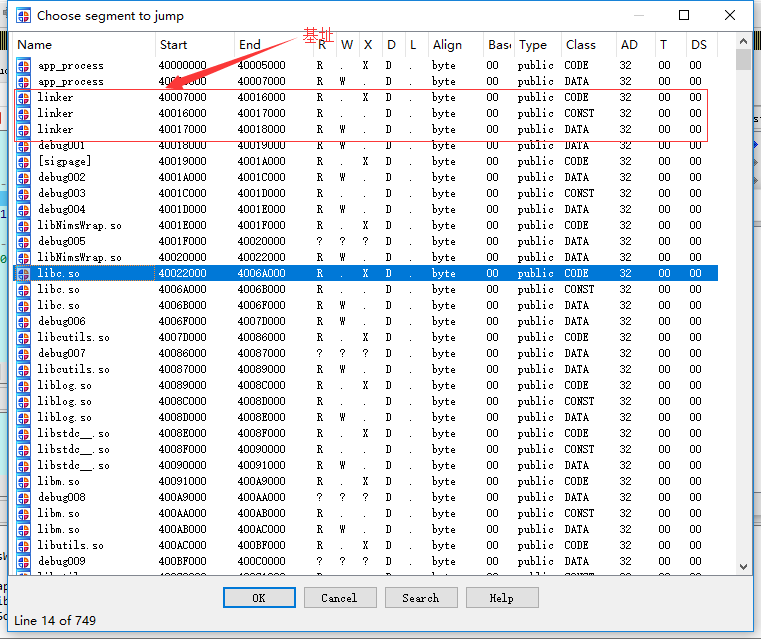 Choose segment to jump
基址
Name Start End R W X D L Align Bas Type Class AD T DS
app_process 40000000 40005000 R . X D . byte 00 public CODE 32 00 00
app_process 40007000 R W . D . byte 00 public DATA 32 00 00
linker 40007000 40016000 R . X D . byte 00 public CODE 32 00 00
linker 40016000 40017000 R . . D . byte 00 public CONST 32 00 00
linker 40017000 40018000 R W . D . byte 00 public DATA 32 00 00
debug001 40018000 40019000 R W . D . byte 00 public DATA 32 00 00
[sigpage] 40019000 4001A000 R . X D . byte 00 public CODE 32 00 00
debug002 4001A000 4001C000 R W . D . byte 00 public DATA 32 00 00
debug003 4001C000 4001D000 R . . D . byte 00 public CONST 32 00 00
debug004 4001D000 4001E000 R W . D . byte 00 public DATA 32 00 00
libNimsWrap.so 4001E000 4001F000 R . X D . byte 00 public CODE 32 00 00
debug005 4001F000 40020000 ? ? ? D . byte 00 public DATA 32 00 00
libNimsWrap.so 40020000 40022000 R W . D . byte 00 public DATA 32 00 00
libc.so 40022000 4006A000 R . X D . byte 00 public CODE 32 00 00
libc.so 4006A000 4006B000 R . . D . byte 00 public CONST 32 00 00
libc.so 4006B000 4006F000 R W . D . byte 00 public DATA 32 00 00
debug006 4006F000 4007D000 R W . D . byte 00 public DATA 32 00 00
libcutils.so 4007D000 40086000 R . X D . byte 00 public CODE 32 00 00
debug007 40086000 40087000 ? ? ? D . byte 00 public DATA 32 00 00
libcutils.so 40087000 40089000 R W . D . byte 00 public DATA 32 00 00
liblog.so 40089000 4008C000 R . X D . byte 00 public CODE 32 00 00
liblog.so 4008C000 4008D000 R . . D . byte 00 public CONST 32 00 00
liblog.so 4008D000 4008E000 R W . D . byte 00 public DATA 32 00 00
libstdc__.so 4008E000 4008F000 R . X D . byte 00 public CODE 32 00 00
libstdc__.so 4008F000 40090000 R . . D . byte 00 public CONST 32 00 00
libstdc__.so 40090000 40091000 R W . D . byte 00 public DATA 32 00 00
libm.so 40091000 400A9000 R . X D . byte 00 public CODE 32 00 00
debug008 400A9000 400AA000 ? ? ? D . byte 00 public DATA 32 00 00
libm.so 400AA000 400AB000 R . . D . byte 00 public CONST 32 00 00
libm.so 400AB000 400AC000 R W . D . byte 00 public DATA 32 00 00
libutils.so 400AC000 400BF000 R . X D . byte 00 public CODE 32 00 00
debug009 400BF000 400C0000 ? ? ? D . byte 00 public DATA 32 00 00
OK Cancel Search Help
Line 14 of 749